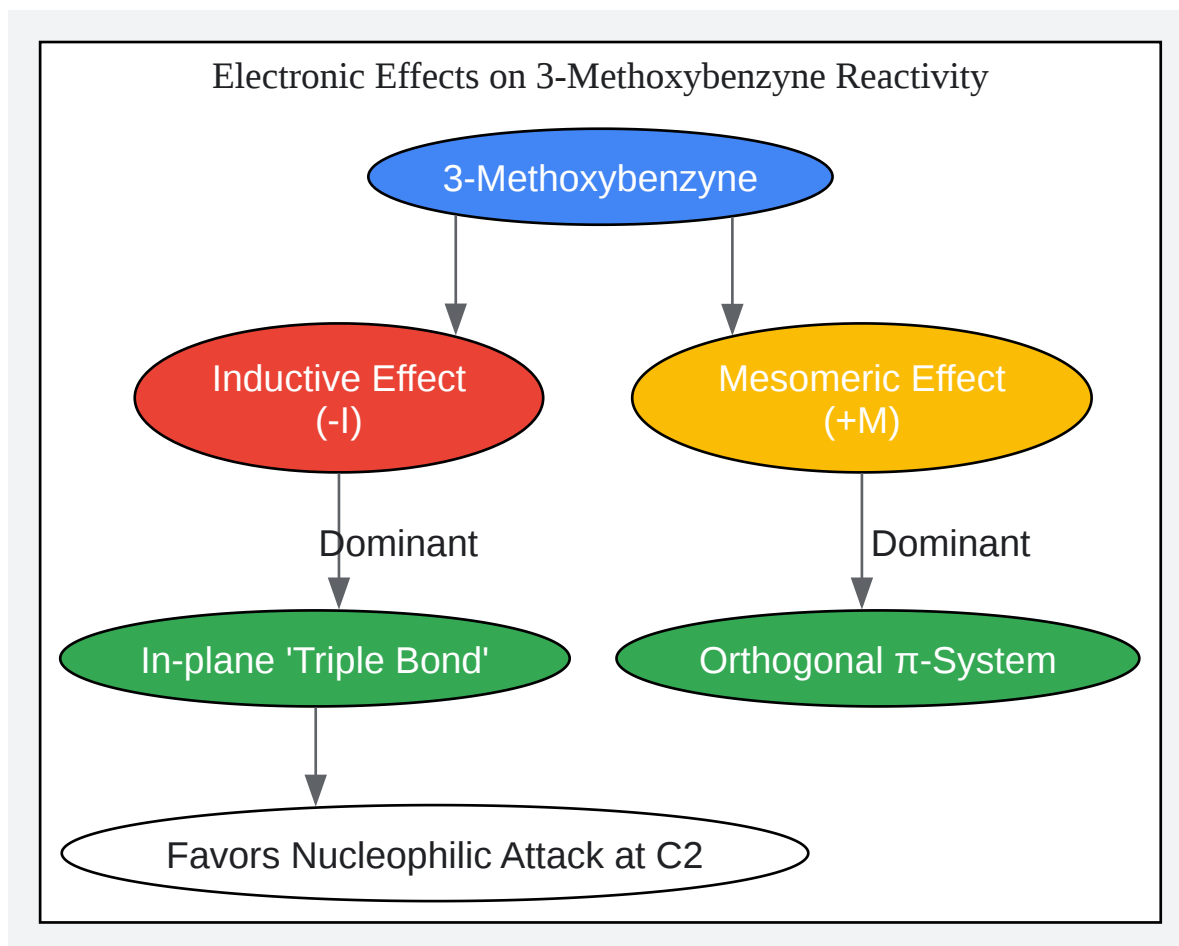 Electronic Effects on 3-Methoxybenzyne Reactivity
3-Methoxybenzyne
Inductive Effect
(-I)
Mesomeric Effect
(+M)
Dominant
Dominant
In-plane 'Triple Bond'
Orthogonal π-System
Favors Nucleophilic Attack at C2